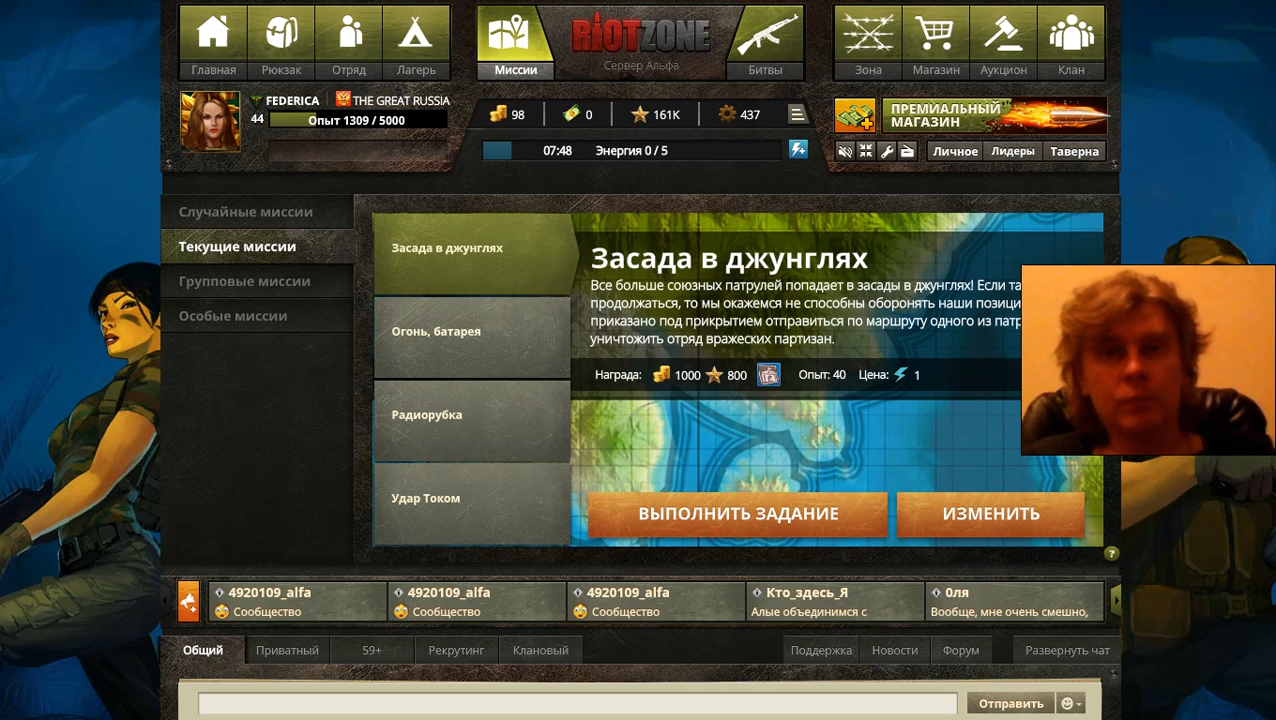 RIOTZONE
Сервер Альфа
Главная
Рюкзак
Отряд
Лагерь
Миссии
Битвы
Зона
Магазин
Аукцион
Клан
FEDERICA
THE GREAT RUSSIA
44
Опыт 1309 / 5000
98
0
161K
437
07:48 Энергия 0 / 5
ПРЕМИАЛЬНЫЙ
МАГАЗИН
Личное
Лидеры
Таверна
Случайные миссии
Текущие миссии
Групповые миссии
Особые миссии
Засада в джунглях
Огонь, батарея
Радиорубка
Удар Током
Засада в джунглях
Все больше союзных патрулей попадает в засады в джунглях! Если
продолжаться, то мы окажемся не способны оборонять наши
приказано под прикрытием отправиться по маршруту одного из
уничтожить отряд вражеских партизан.
Награда: 1000 800 Опыт: 40 Цена: 1
ВЫПОЛНИТЬ ЗАДАНИЕ
ИЗМЕНИТЬ
?
4920109_alfa
Сообщество
4920109_alfa
Сообщество
4920109_alfa
Сообщество
Кто_здесь_Я
Алые объединимся с
Оля
Вообще, мне очень смешно,
Общий
Приватный
59+
Рекрутинг
Клановый
Поддержка
Новости
Форум
Развернуть чат
Отправить